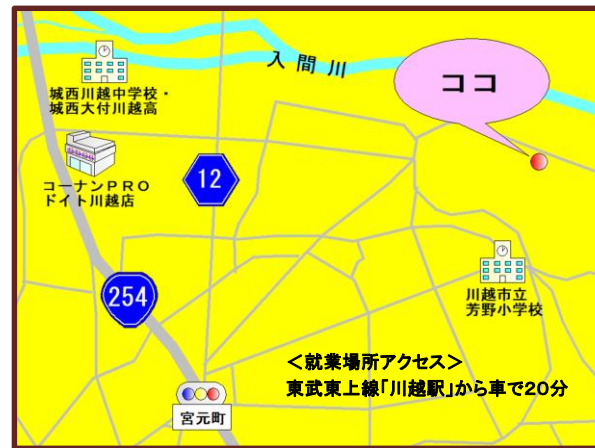 入間川
ココ
城西川越中学校・
城西大付川越高
コーナンPRO
ドイト川越店
12
254
川越市立
芳野小学校
＜就業場所アクセス＞
東武東上線「川越駅」から車で20分
宮元町